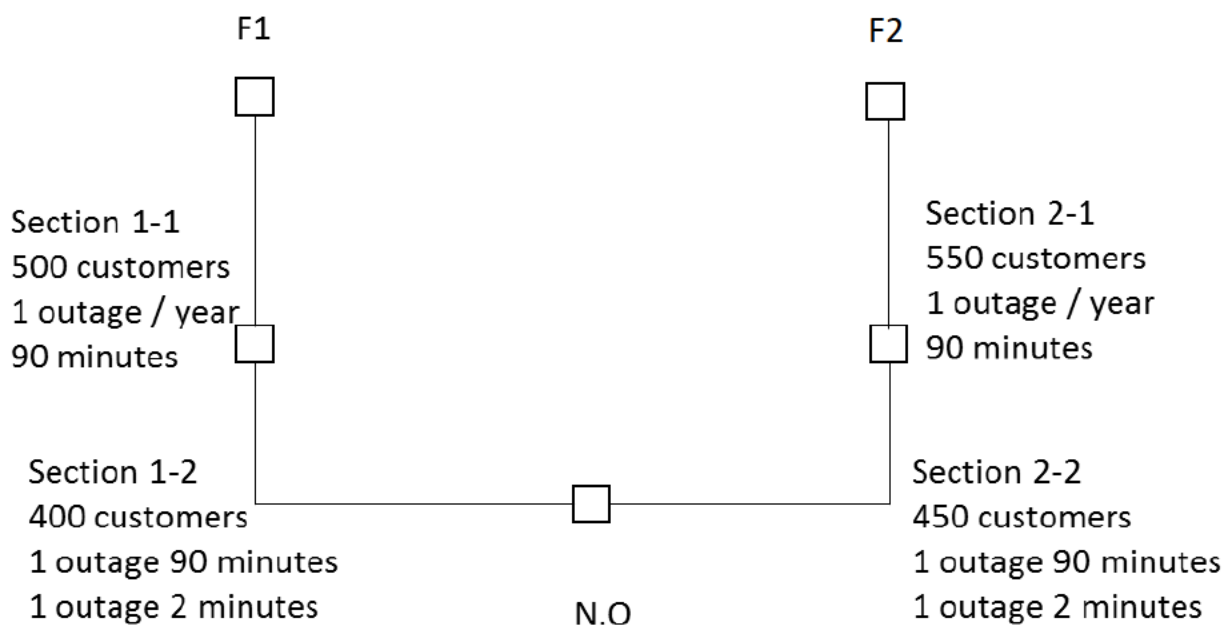 F1
F2
Section 1-1
500 customers
1 outage / year
90 minutes
Section 2-1
550 customers
1 outage / year
90 minutes
Section 1-2
400 customers
1 outage 90 minutes
1 outage 2 minutes
Section 2-2
450 customers
1 outage 90 minutes
1 outage 2 minutes
N.O